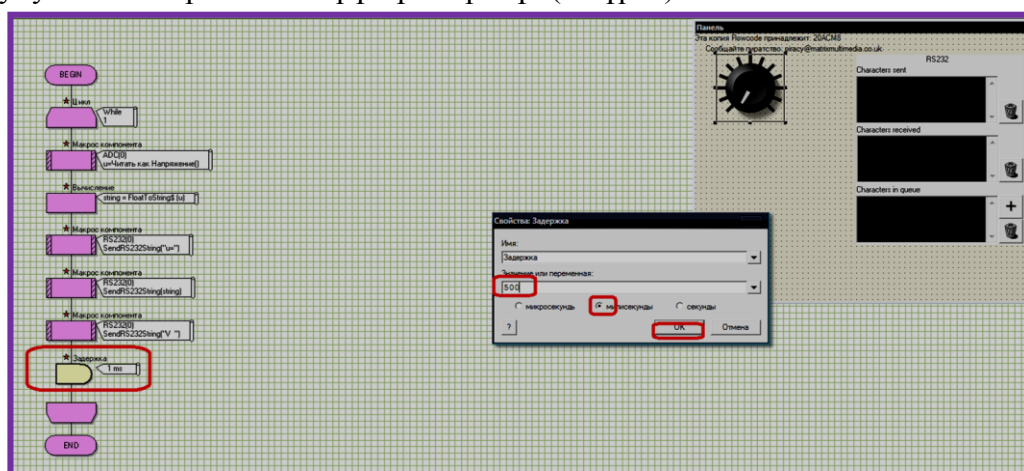 BEGIN
Цикл
While
1
Макрос компонента
ADC(0)
u=Читать как Напряжение()
Вычисление
string = FloatToString$ (u)
Макрос компонента
RS232(0)
SendRS232String("\u=")
Макрос компонента
RS232(0)
SendRS232String(string)
Макрос компонента
RS232(0)
SendRS232String("V ")
Задержка
1 ms
END
Свойства: Задержка
Имя:
Задержка
Значение или переменная:
500
микросекунды
миллисекунды
секунды
?
OK
Отмена
Панель
Эта копия Flowcode принадлежит: 20ACM8
Сообщайте пиратство: piracy@matrixmultimedia.co.uk
RS232
Characters sent
Characters received
Characters in queue
+